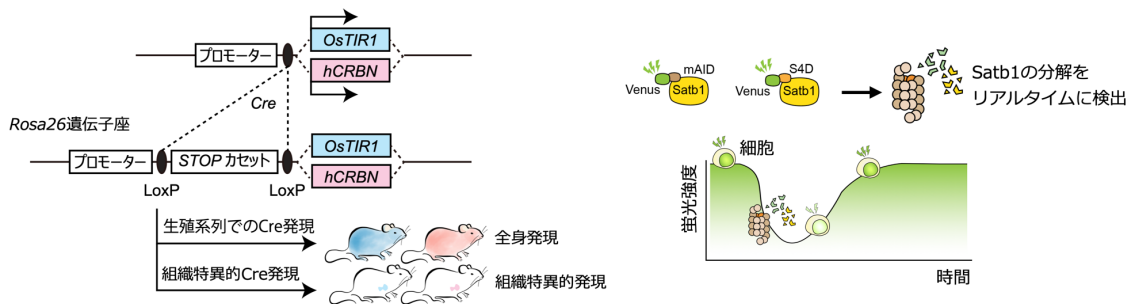 プロモーター
OsTIR1
hCRBN
Cre
Rosa26遺伝子座
プロモーター
STOP カセット
OsTIR1
hCRBN
LoxP
LoxP
生殖系列でのCre発現
全身発現
組織特異的Cre発現
組織特異的発現
mAID
Venus
Satb1
S4D
Venus
Satb1
Satb1の分解を
リアルタイムに検出
細胞
蛍光強度
時間